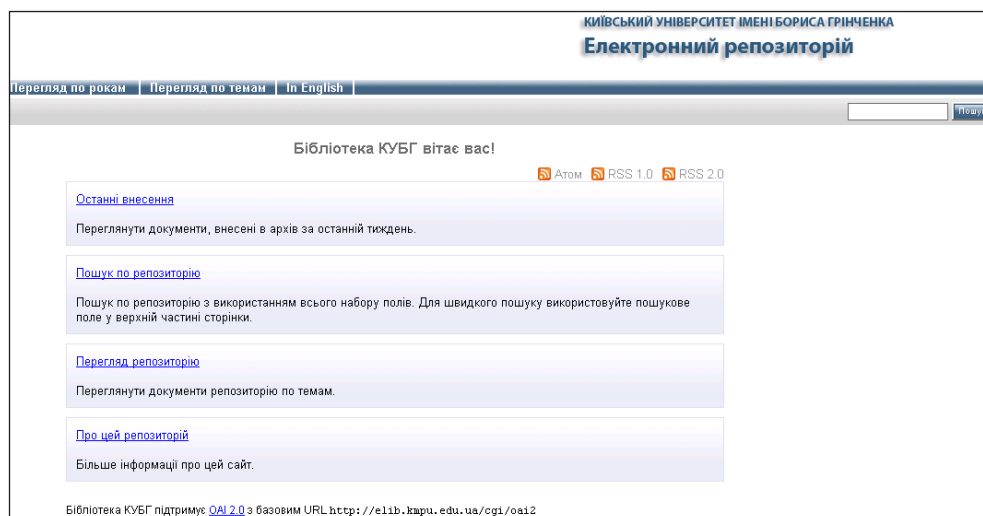 КИЇВСЬКИЙ УНІВЕРСИТЕТ ІМЕНІ БОРИСА ГРІНЧЕНКА
Електронний репозиторій
Перегляд по рокам | Перегляд по темам | In English |
Бібліотека КУБГ вітає вас!
Атом RSS 1.0 RSS 2.0
Останні внесення
Переглянути документи, внесені в архів за останній тиждень.
Пошук по репозиторію
Пошук по репозиторію з використанням всього набору полів. Для швидкого пошуку використовуйте пошукове
поле у верхній частині сторінки.
Перегляд репозиторію
Переглянути документи репозиторію по темам.
Про цей репозиторій
Більше інформації про цей сайт.
Бібліотека КУБГ підтримує OAI 2.0 з базовим URL http://elib.kmpu.edu.ua/cgi/oai2